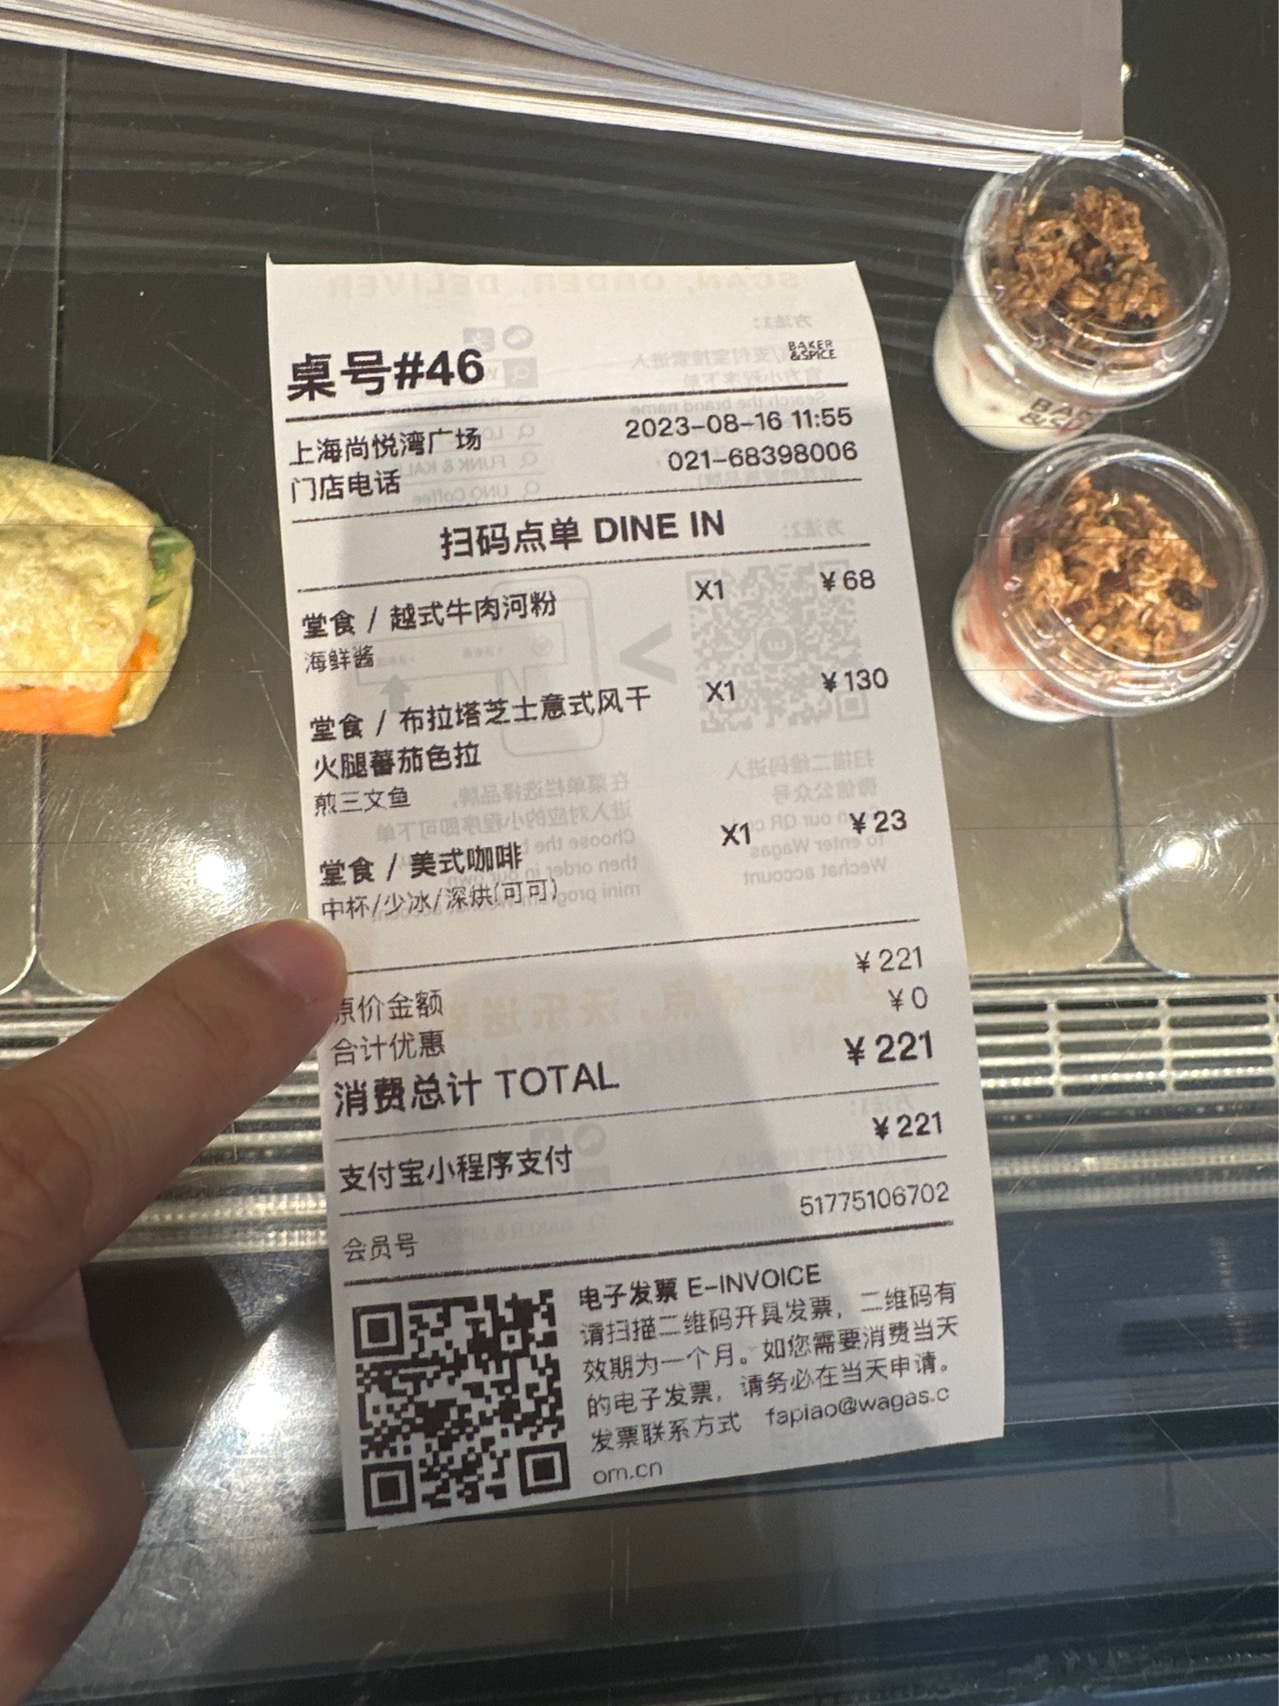 桌号#46
BAKER
&SPICE
上海尚悦湾广场 2023-08-16 11:55
门店电话 021-68398006
扫码点单 DINE IN
堂食 / 越式牛肉河粉 X1 ¥68
海鲜酱
堂食 / 布拉塔芝士意式风干 X1 ¥130
火腿蕃茄色拉
煎三文鱼
堂食 / 美式咖啡 X1 ¥23
中杯/少冰/深烘(可可)
原价金额 ¥221
合计优惠 ¥0
消费总计 TOTAL ¥221
支付宝小程序支付 ¥221
会员号 51775106702
电子发票 E-INVOICE
请扫描二维码开具发票，二维码有
效期为一个月。如您需要消费当天
的电子发票，请务必在当天申请。
发票联系方式 fapiao@wagas.c
om.cn